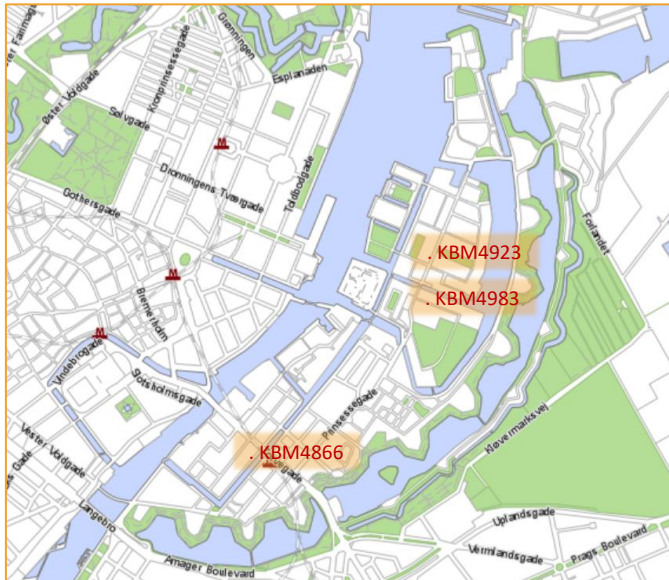 Øster Voldgade
Grønningen
Kronprinsessegade
Esplanaden
Sølvgade
Dronningens Tværgade
Toldbodgade
Gothersgade
Forlandet
. KBM4923
. KBM4983
Bremerholm
Vindebrogade
Slotsholmsgade
Prinsessegade
Vester Voldgade
. KBM4866
Kløvermarksvej
Langebro
Uplandsgade
Amager Boulevard
Vermlandsgade
Prags Boulevard